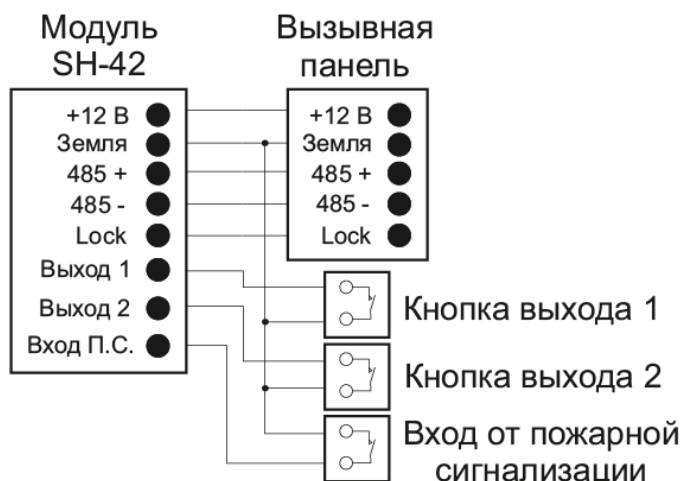 Модуль
SH-42
Вызывная
панель
+12 В
Земля
485 +
485 -
Lock
Выход 1
Выход 2
Вход П.С.
+12 В
Земля
485 +
485 -
Lock
Кнопка выхода 1
Кнопка выхода 2
Вход от пожарной
сигнализации